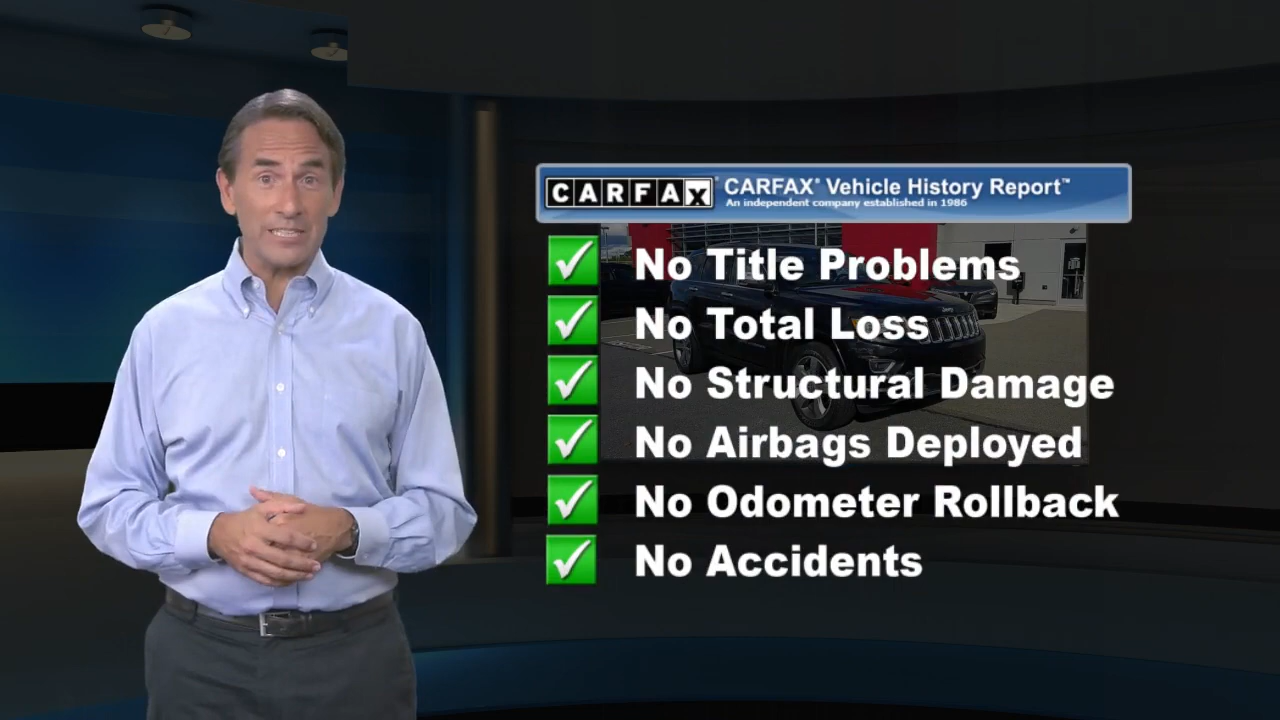 CARFAX
CARFAX® Vehicle History Report™
An independent company established in 1986
No Title Problems
No Total Loss
No Structural Damage
No Airbags Deployed
No Odometer Rollback
No Accidents